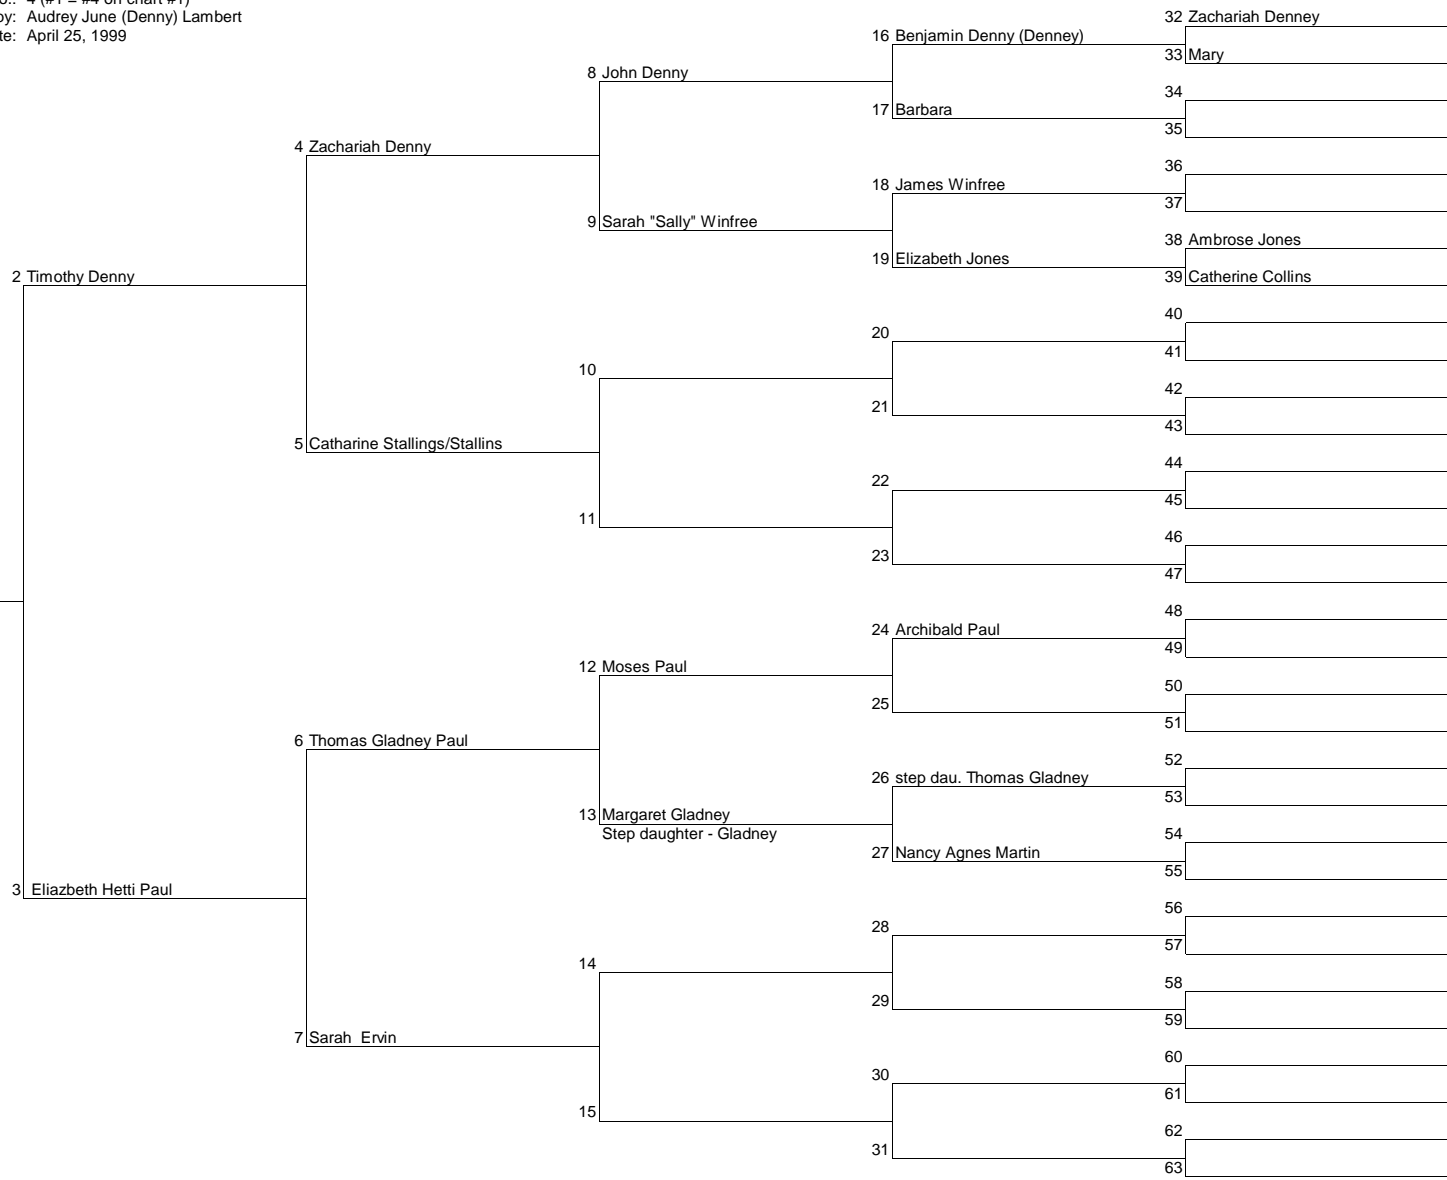 4 (#1 = #4 on chart #1)
by: Audrey June (Denny) Lambert
te: April 25, 1999
32 Zachariah Denney
16 Benjamin Denny (Denney)
33 Mary
8 John Denny
34
17 Barbara
35
4 Zachariah Denny
36
18 James Winfree
37
9 Sarah "Sally" Winfree
38 Ambrose Jones
19 Elizabeth Jones
39 Catherine Collins
2 Timothy Denny
40
20
41
10
42
21
43
5 Catharine Stallings/Stallins
44
22
45
11
46
23
47
48
24 Archibald Paul
49
12 Moses Paul
50
25
51
6 Thomas Gladney Paul
52
26 step dau. Thomas Gladney
53
13 Margaret Gladney
Step daughter - Gladney
54
27 Nancy Agnes Martin
55
3 Eliazbeth Hetti Paul
56
28
57
14
58
29
59
7 Sarah Ervin
60
30
61
15
62
31
63